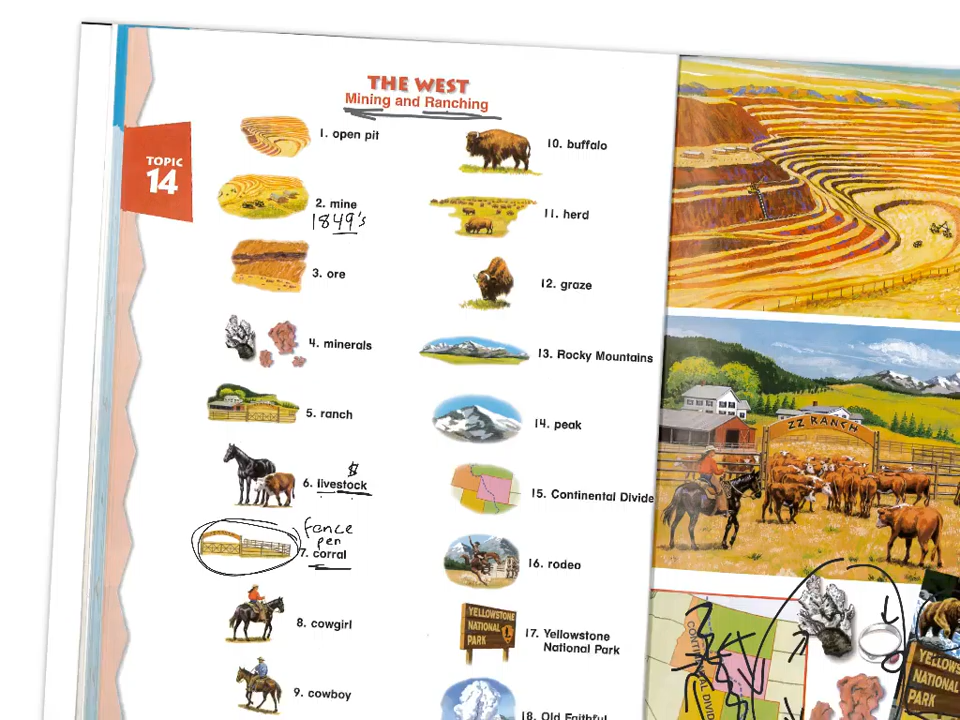 THE WEST
Mining and Ranching
TOPIC
14
1. open pit
2. mine
1849's
3. ore
4. minerals
5. ranch
$
6. livestock
fence
pen
7. corral
8. cowgirl
9. cowboy
10. buffalo
11. herd
12. graze
13. Rocky Mountains
14. peak
15. Continental Divide
16. rodeo
YELLOWSTONE
NATIONAL
PARK
17. Yellowstone
National Park
18. Old Faithful
ZZ RANCH
CONTINENTAL DIVID
YELLOWS
NATIONAL
PARK